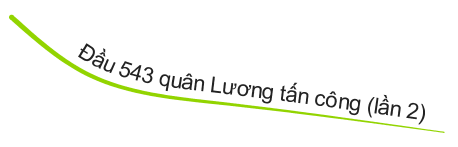 Đầu 543 quân Lương tấn công (lần 2)